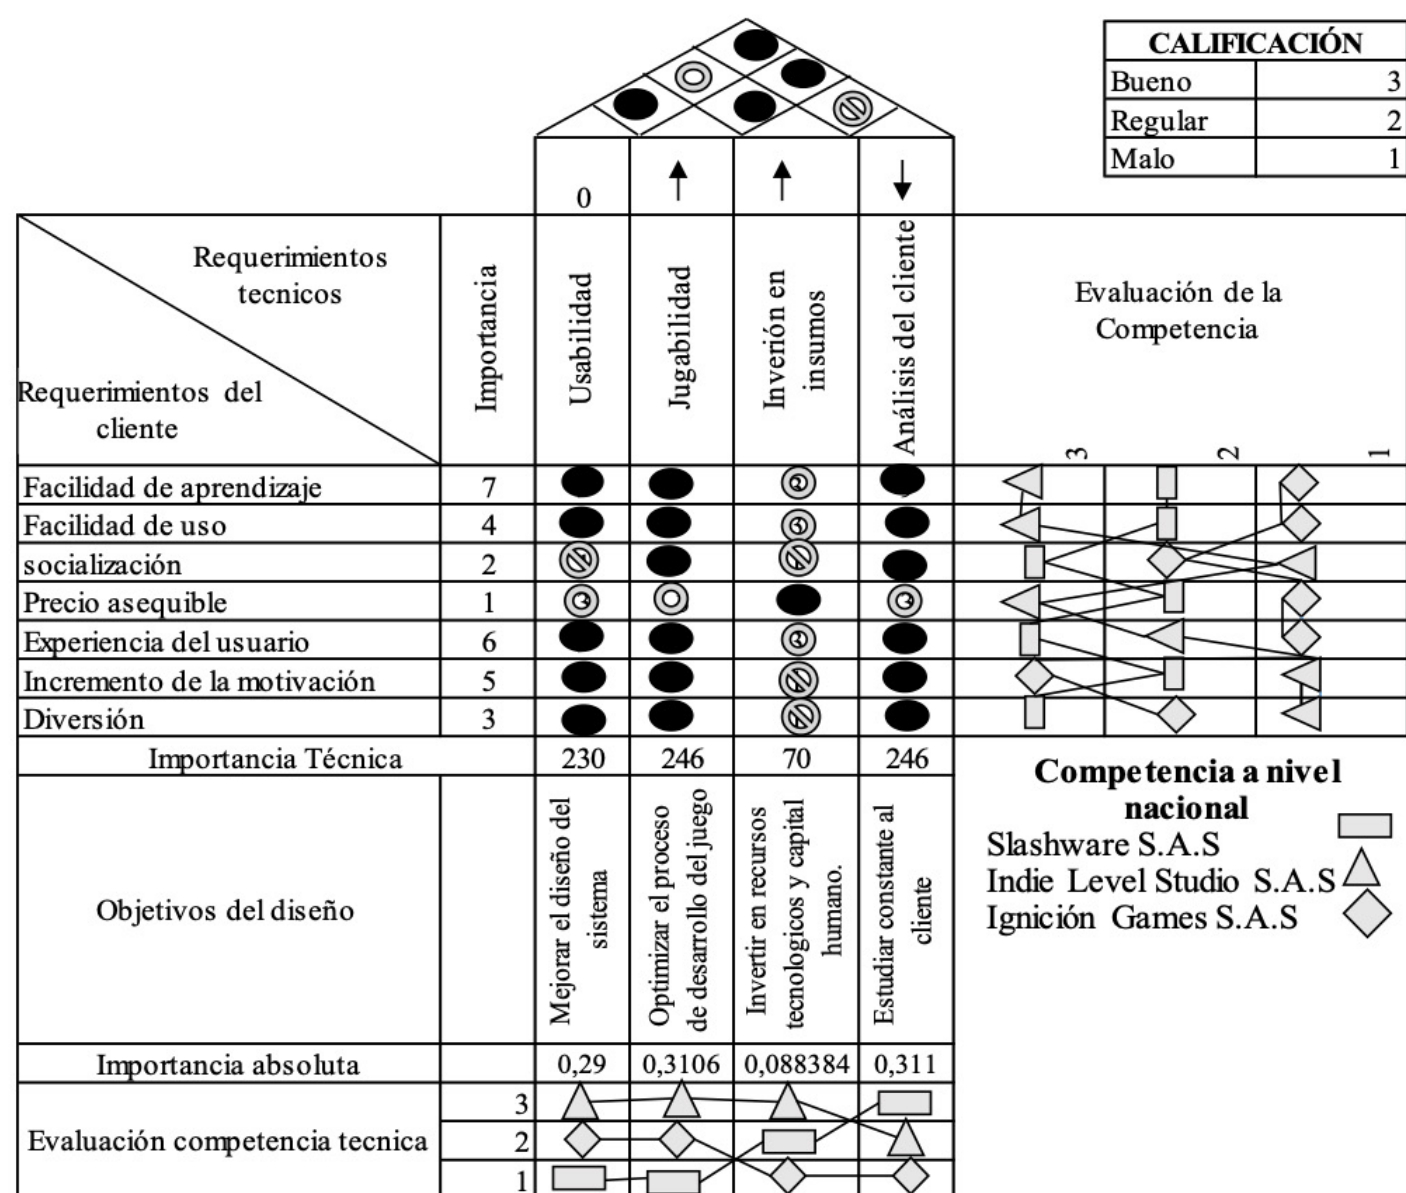 CALIFICACIÓN
Bueno 3
Regular 2
Malo 1
0
Requerimientos
tecnicos
Requerimientos del
cliente
Importancia
Usabilidad
Jugabilidad
Inverión en
insumos
Análisis del cliente
Evaluación de la
Competencia
3 2 1
Facilidad de aprendizaje 7
Facilidad de uso 4
socialización 2
Precio asequible 1
Experiencia del usuario 6
Incremento de la motivación 5
Diversión 3
Importancia Técnica 230 246 70 246
Competencia a nivel
nacional
Slashware S.A.S
Indie Level Studio S.A.S
Ignición Games S.A.S
Objetivos del diseño
Mejorar el diseño del
sistema
Optimizar el proceso
de desarrollo del juego
Invertir en recursos
tecnologicos y capital
humano.
Estudiar constante al
cliente
Importancia absoluta 0,29 0,3106 0,088384 0,311
Evaluación competencia tecnica
3
2
1